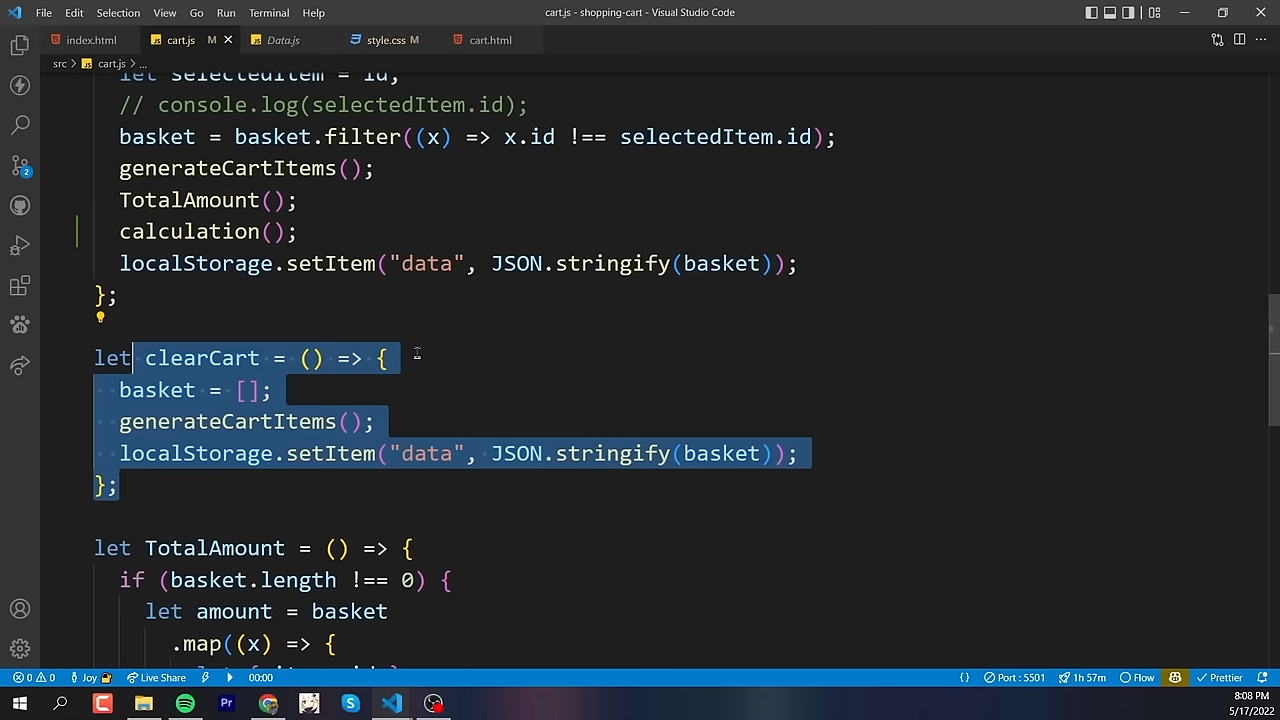 File Edit Selection View Go Run Terminal Help cart.js - shopping-cart - Visual Studio Code
index.html cart.js M Data.js style.css M cart.html
src > cart.js > ...
let selectedItem = id;
// console.log(selectedItem.id);
basket = basket.filter((x) => x.id !== selectedItem.id);
generateCartItems();
TotalAmount();
calculation();
localStorage.setItem("data", JSON.stringify(basket));
};
let clearCart = () => {
basket = [];
generateCartItems();
localStorage.setItem("data", JSON.stringify(basket));
};
let TotalAmount = () => {
if (basket.length !== 0) {
let amount = basket
.map((x) => {
2
0 0 Joy Live Share 00:00 {} Port : 5501 1h 57m Flow Prettier
Pr
8:08 PM
5/17/2022